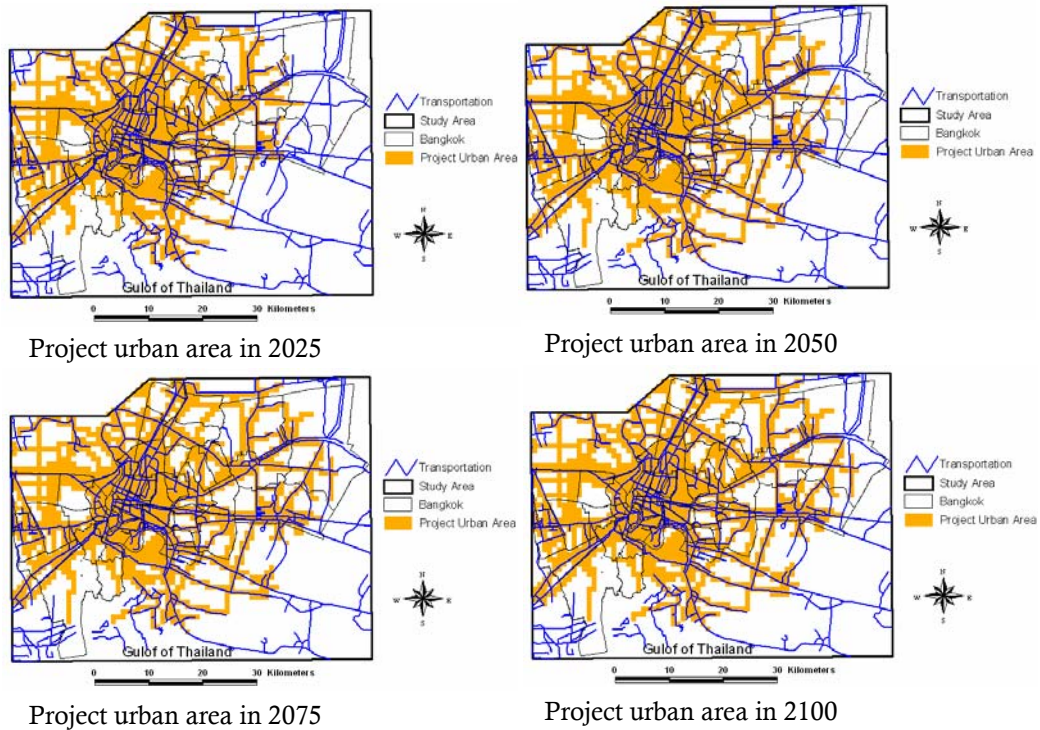 Transportation
Study Area
Bangkok
Project Urban Area
N
W E
S
Gulof of Thailand
0 10 20 30 Kilometers
Project urban area in 2025
Transportation
Study Area
Bangkok
Project Urban Area
N
W E
S
Gulof of Thailand
0 10 20 30 Kilometers
Project urban area in 2050
Transportation
Study Area
Bangkok
Project Urban Area
N
W E
S
Gulof of Thailand
0 10 20 30 Kilometers
Project urban area in 2075
Transportation
Study Area
Bangkok
Project Urban Area
N
W E
S
Gulof of Thailand
0 10 20 30 Kilometers
Project urban area in 2100